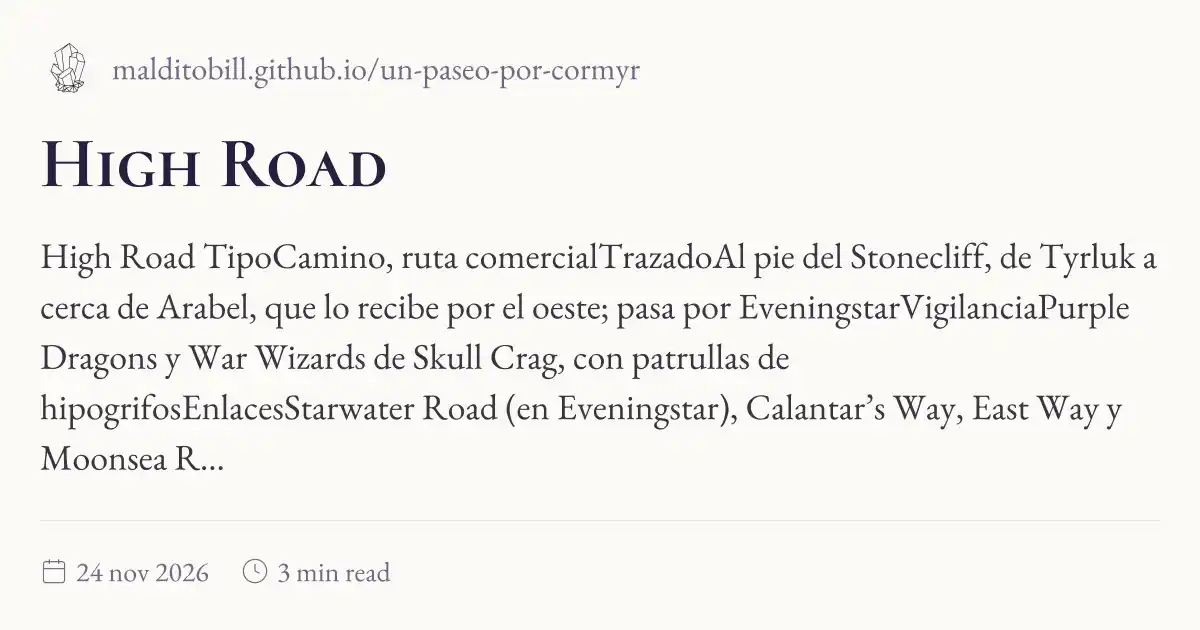 malditobill.github.io/un-paseo-por-cormyr
High Road
High Road TipoCamino, ruta comercialTrazadoAl pie del Stonecliff, de Tyrluk a
cerca de Arabel, que lo recibe por el oeste; pasa por EveningstarVigilanciaPurple
Dragons y War Wizards de Skull Crag, con patrullas de
hipogrifosEnlacesStarwater Road (en Eveningstar), Calantar’s Way, East Way y
Moonsea R...
24 nov 2026
3 min read